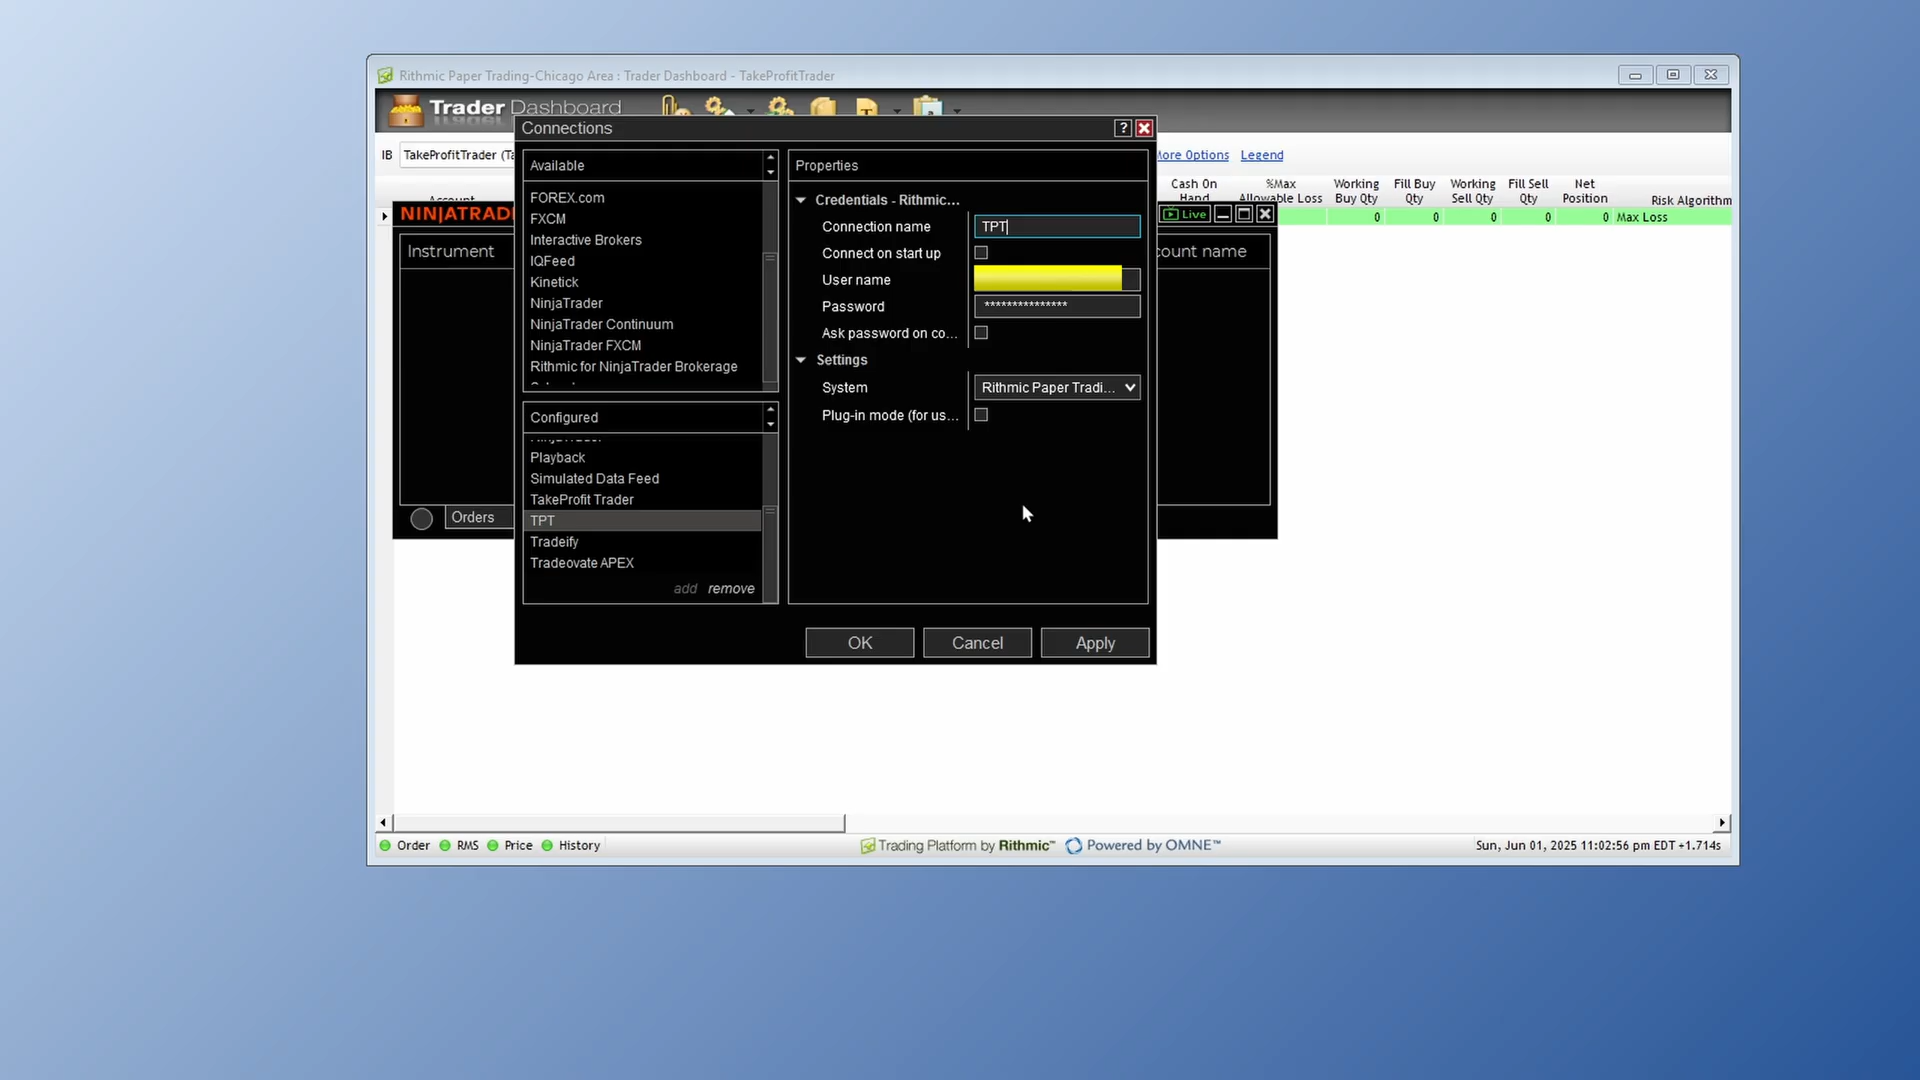 Rithmic Paper Trading-Chicago Area : Trader Dashboard - TakeProfitTrader
Trader Dashboard
IB TakeProfitTrader (Ta
More Options Legend
Account
Cash On Hand
%Max Allowable Loss
Working Buy Qty
Fill Buy Qty
Working Sell Qty
Fill Sell Qty
Net Position
Risk Algorithm
0 0 0 0 0 Max Loss
NINJATRAD
Live
Instrument
count name
Orders
Connections
?
Available
FOREX.com
FXCM
Interactive Brokers
IQFeed
Kinetick
NinjaTrader
NinjaTrader Continuum
NinjaTrader FXCM
Rithmic for NinjaTrader Brokerage
Configured
NinjaTrader
Playback
Simulated Data Feed
TakeProfit Trader
TPT
Tradeify
Tradeovate APEX
add remove
Properties
Credentials - Rithmic...
Connection name TPT
Connect on start up
User name
Password ***************
Ask password on co...
Settings
System Rithmic Paper Tradi...
Plug-in mode (for us...
OK Cancel Apply
Order RMS Price History
Trading Platform by Rithmic™ Powered by OMNE™
Sun, Jun 01, 2025 11:02:56 pm EDT +1.714s